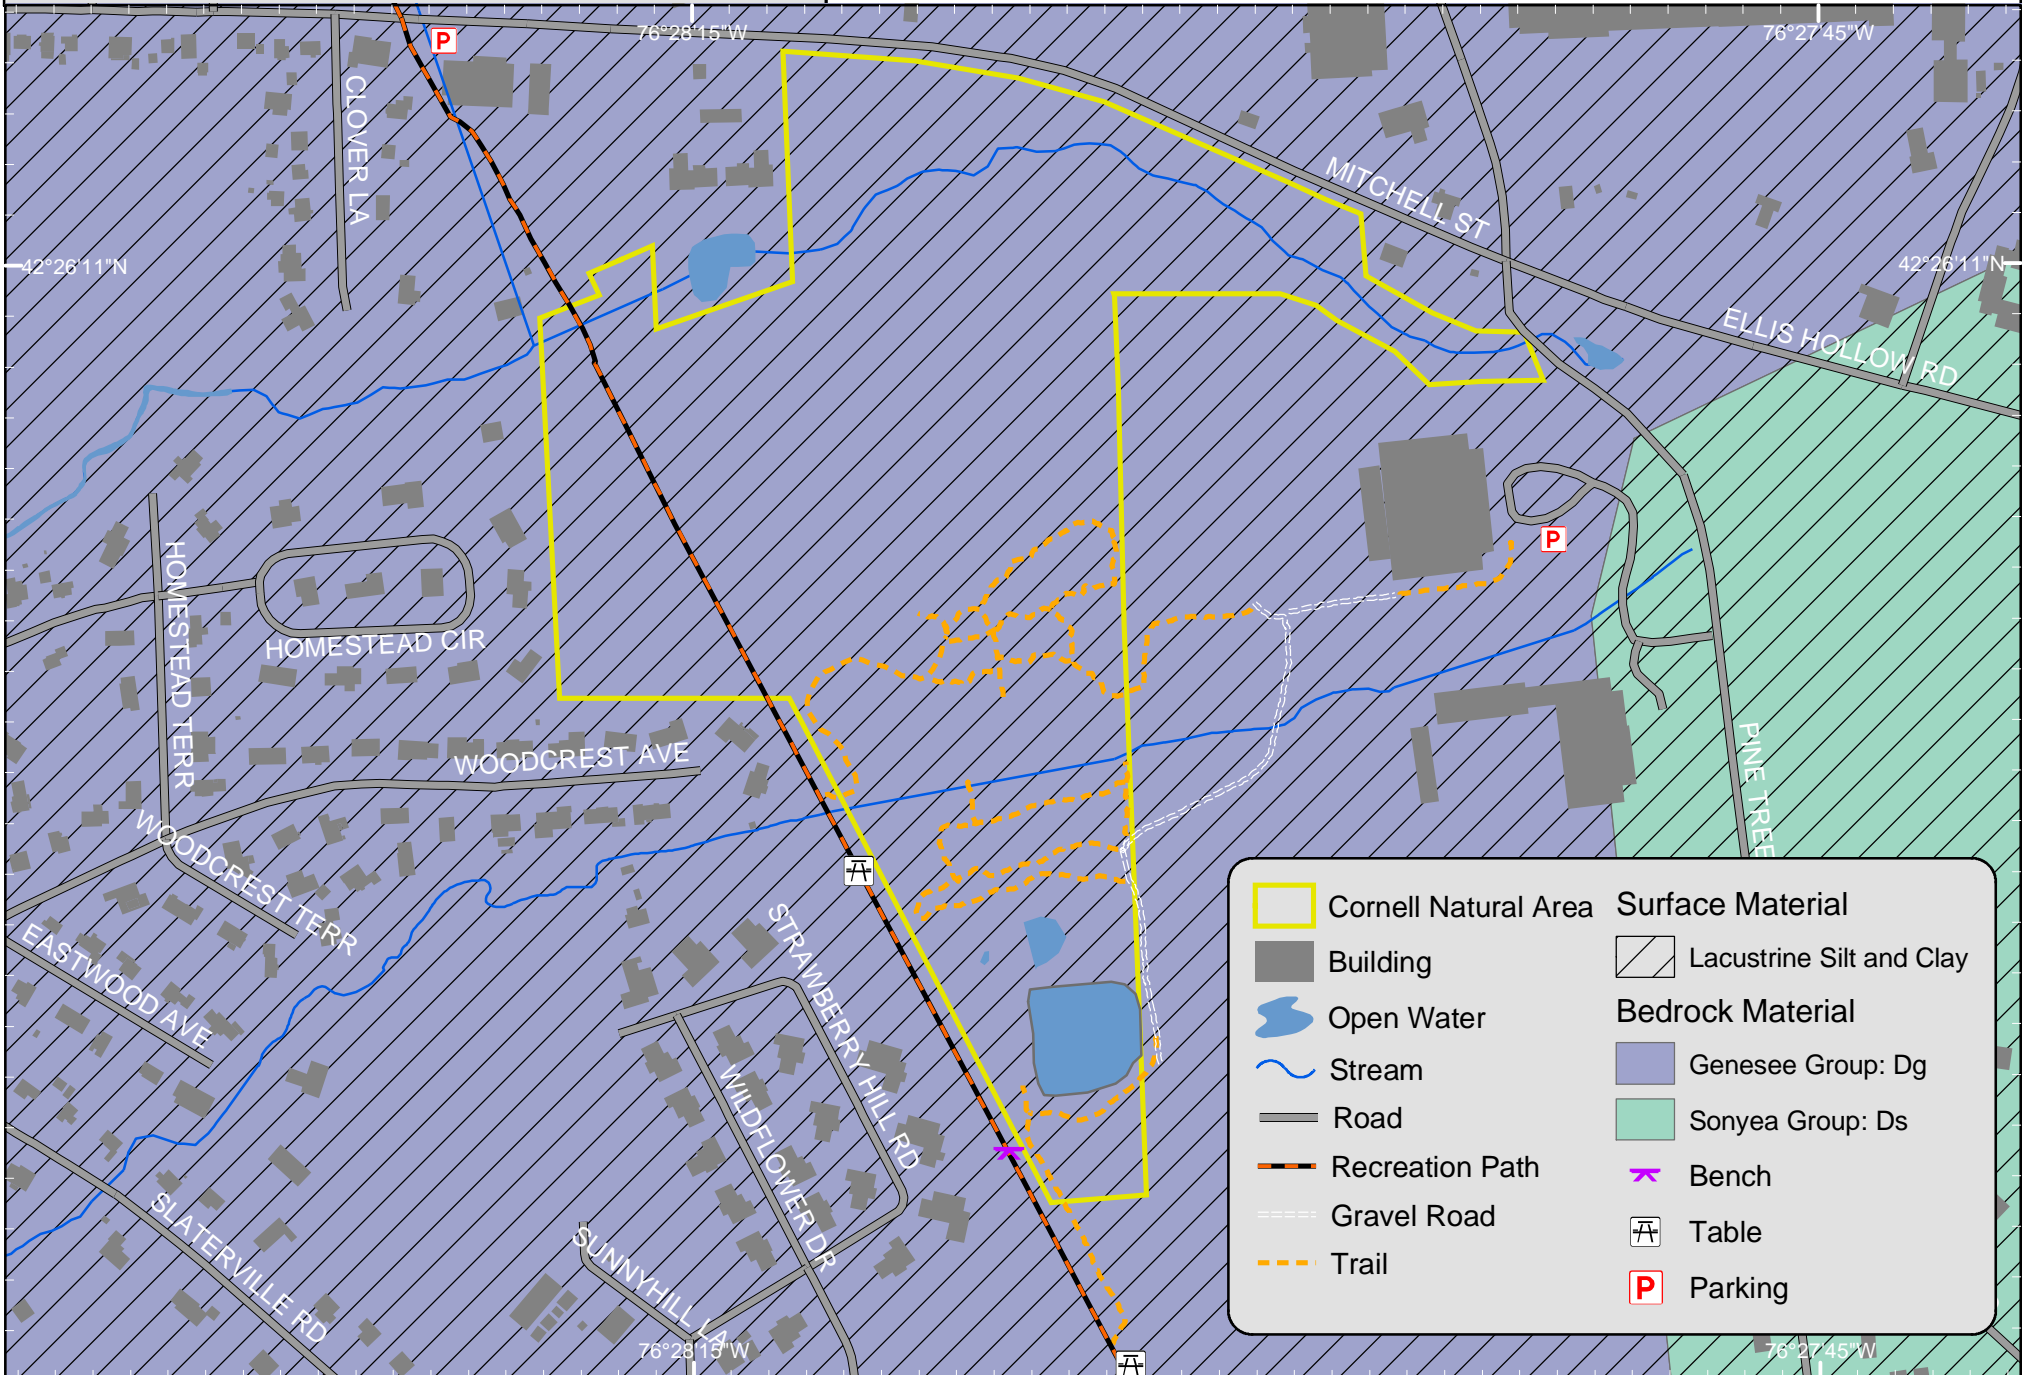 76°28'15"W
76°27'45"W
P
CLOVER LA
MITCHELL ST
42°26'11"N
42°26'11"N
ELLIS HOLLOW RD
P
HOMESTEAD TERR
HOMESTEAD CIR
WOODCREST AVE
PINE TREE
WOODCREST TERR
EASTWOOD AVE
STRAWBERRY HILL RD
WILDFLOWER DR
SLATERVILLE RD
SUNNYHILL LA
76°28'15"W
76°27'45"W
Cornell Natural Area
Building
Open Water
Stream
Road
Recreation Path
Gravel Road
Trail
Surface Material
Lacustrine Silt and Clay
Bedrock Material
Genesee Group: Dg
Sonyea Group: Ds
Bench
Table
P Parking